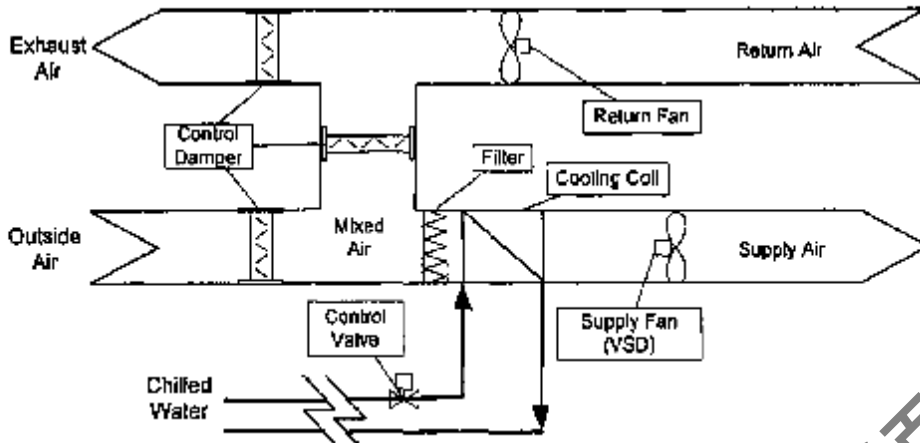 Exhaust
Air
Return Air
Return Fan
Control
Damper
Filter
Cooling Coil
Outside
Air
Mixed
Air
Supply Air
Control
Valve
Supply Fan
(VSD)
Chilled
Water